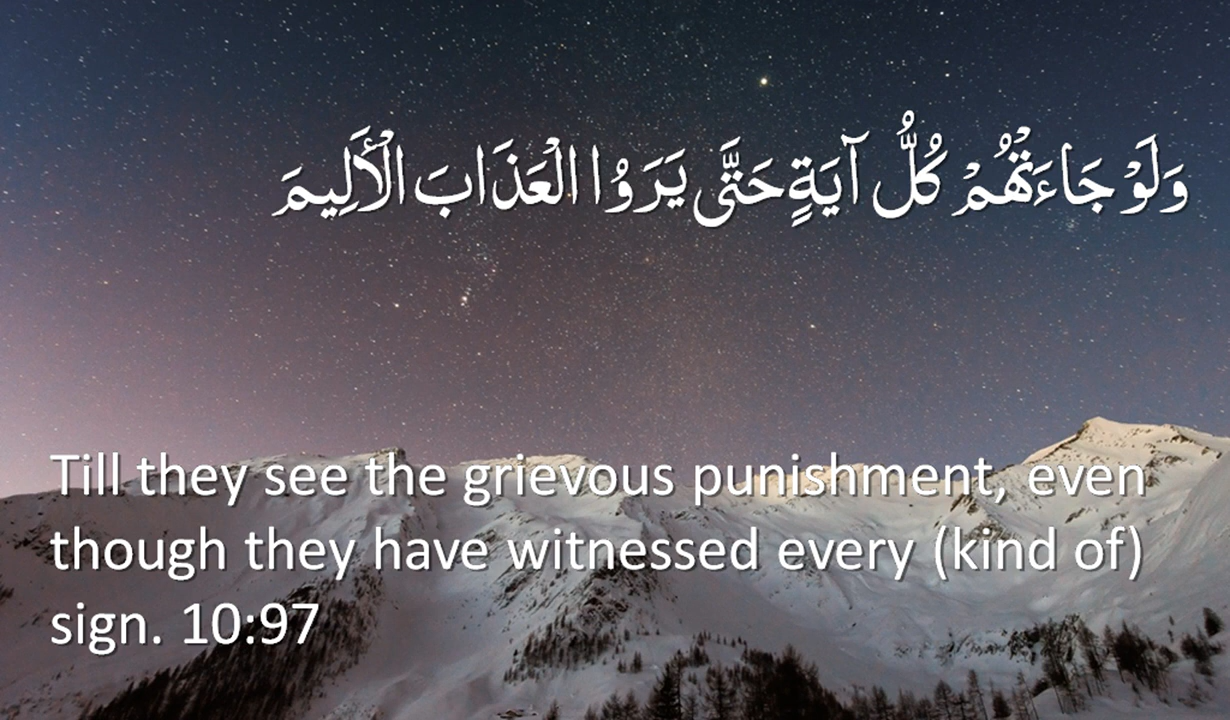 وَلَوْ جَاءَتْهُمْ كُلُّ آيَةٍ حَتَّى يَرَوُا الْعَذَابَ الْأَلِيمَ
Till they see the grievous punishment, even
though they have witnessed every (kind of)
sign. 10:97